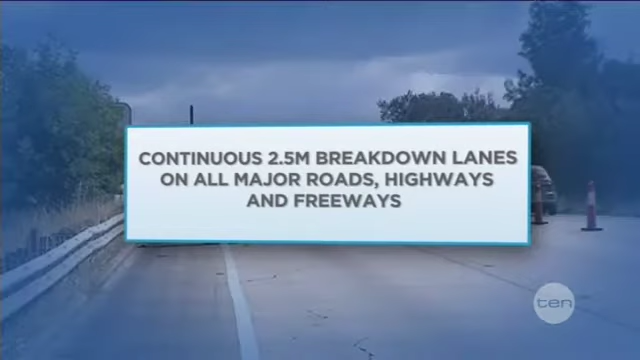 CONTINUOUS 2.5M BREAKDOWN LANES
ON ALL MAJOR ROADS, HIGHWAYS
AND FREEWAYS
ten